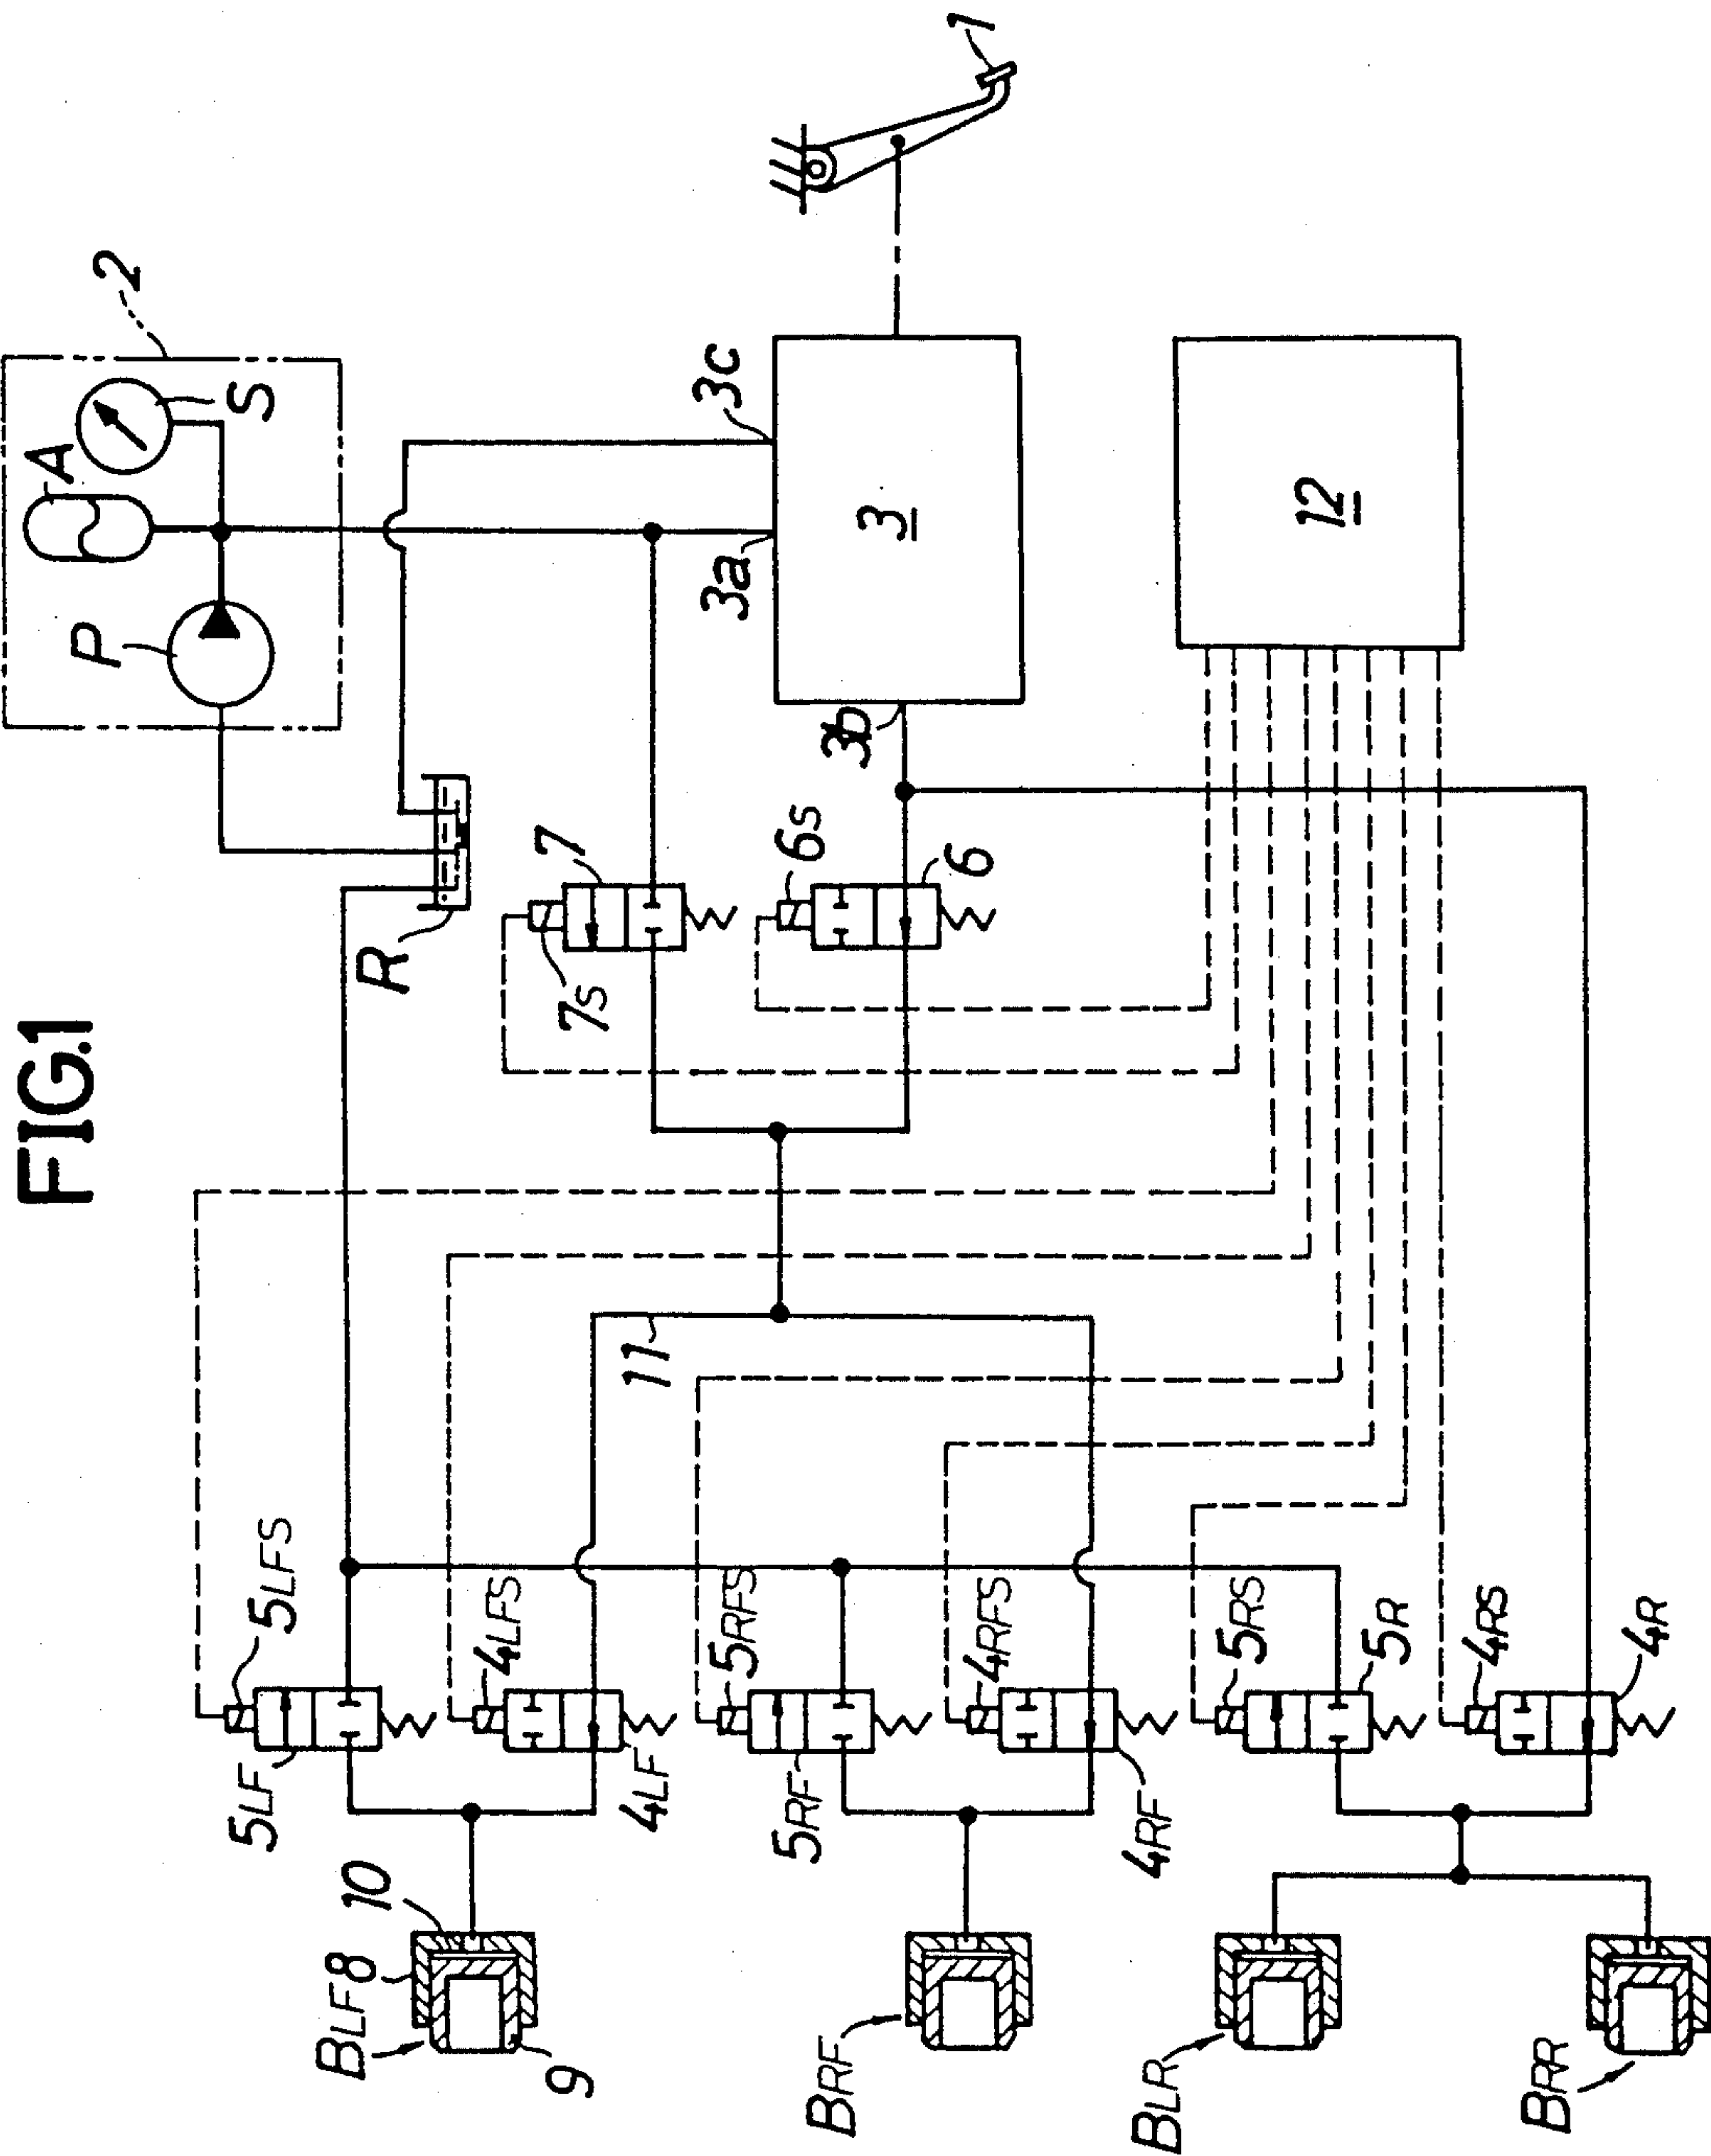 FIG.1
BLF
8
10
9
5LF
5LFS
4LFS
4LF
BRF
5RF
5RFS
4RFS
4RF
BLR
BRR
5RS
5R
4RS
4R
11
R
7
7S
6S
6
P
A
S
2
3a
3c
3b
3
12
1